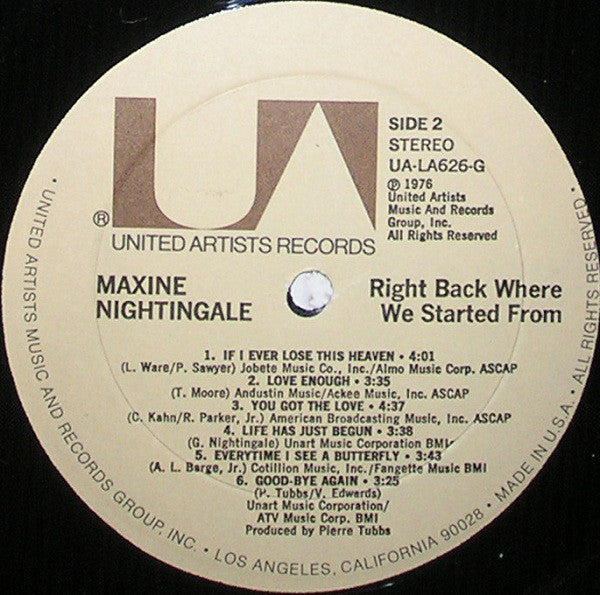 UA
SIDE 2
STEREO
UA-LA626-G
℗ 1976
United Artists
Music And Records
Group, Inc.
All Rights Reserved
®
UNITED ARTISTS RECORDS
MAXINE
NIGHTINGALE
Right Back Where
We Started From
1. IF I EVER LOSE THIS HEAVEN • 4:01
(L. Ware/P. Sawyer) Jobete Music Co., Inc./Almo Music Corp. ASCAP
2. LOVE ENOUGH • 3:35
(T. Moore) Andustin Music/Ackee Music, Inc. ASCAP
3. YOU GOT THE LOVE • 4:37
(C. Kahn/R. Parker, Jr.) American Broadcasting Music, Inc. ASCAP
4. LIFE HAS JUST BEGUN • 3:38
(G. Nightingale) Unart Music Corporation BMI
5. EVERYTIME I SEE A BUTTERFLY • 3:43
(A. L. Barge, Jr.) Cotillion Music, Inc./Fangette Music BMI
6. GOOD-BYE AGAIN • 3:25
(P. Tubbs/V. Edwards)
Unart Music Corporation/
ATV Music Corp. BMI
Produced by Pierre Tubbs
• UNITED ARTISTS MUSIC AND RECORDS GROUP, INC. • LOS ANGELES, CALIFORNIA 90028 • MADE IN U.S.A. • ALL RIGHTS RESERVED •